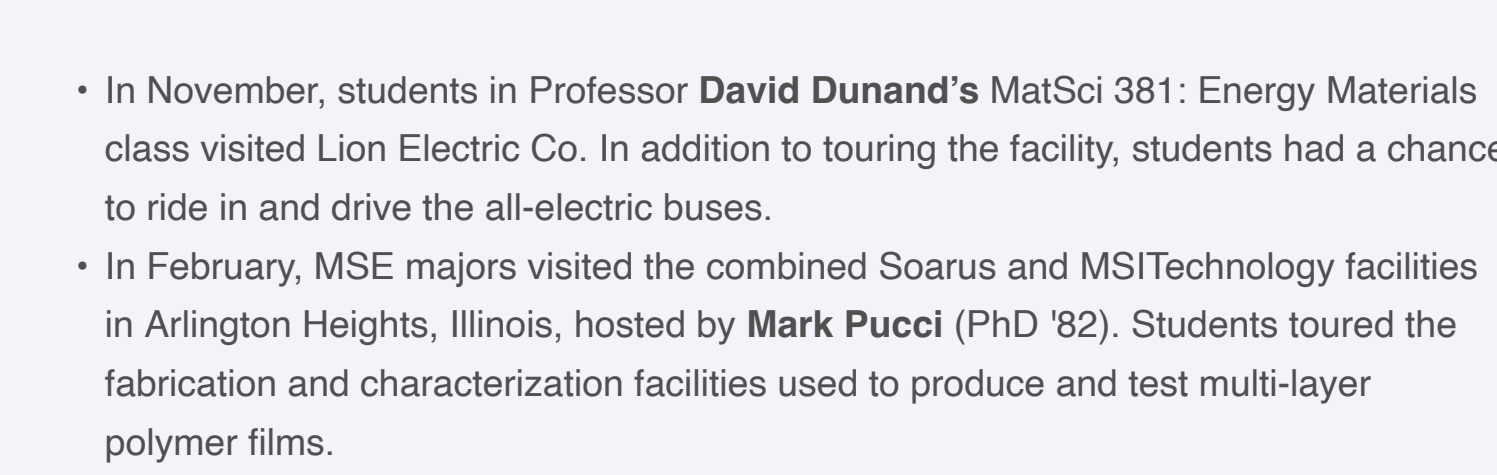 • In November, students in Professor David Dunand’s MatSci 381: Energy Materials
class visited Lion Electric Co. In addition to touring the facility, students had a chance
to ride in and drive the all-electric buses.
• In February, MSE majors visited the combined Soarus and MSITechnology facilities
in Arlington Heights, Illinois, hosted by Mark Pucci (PhD '82). Students toured the
fabrication and characterization facilities used to produce and test multi-layer
polymer films.